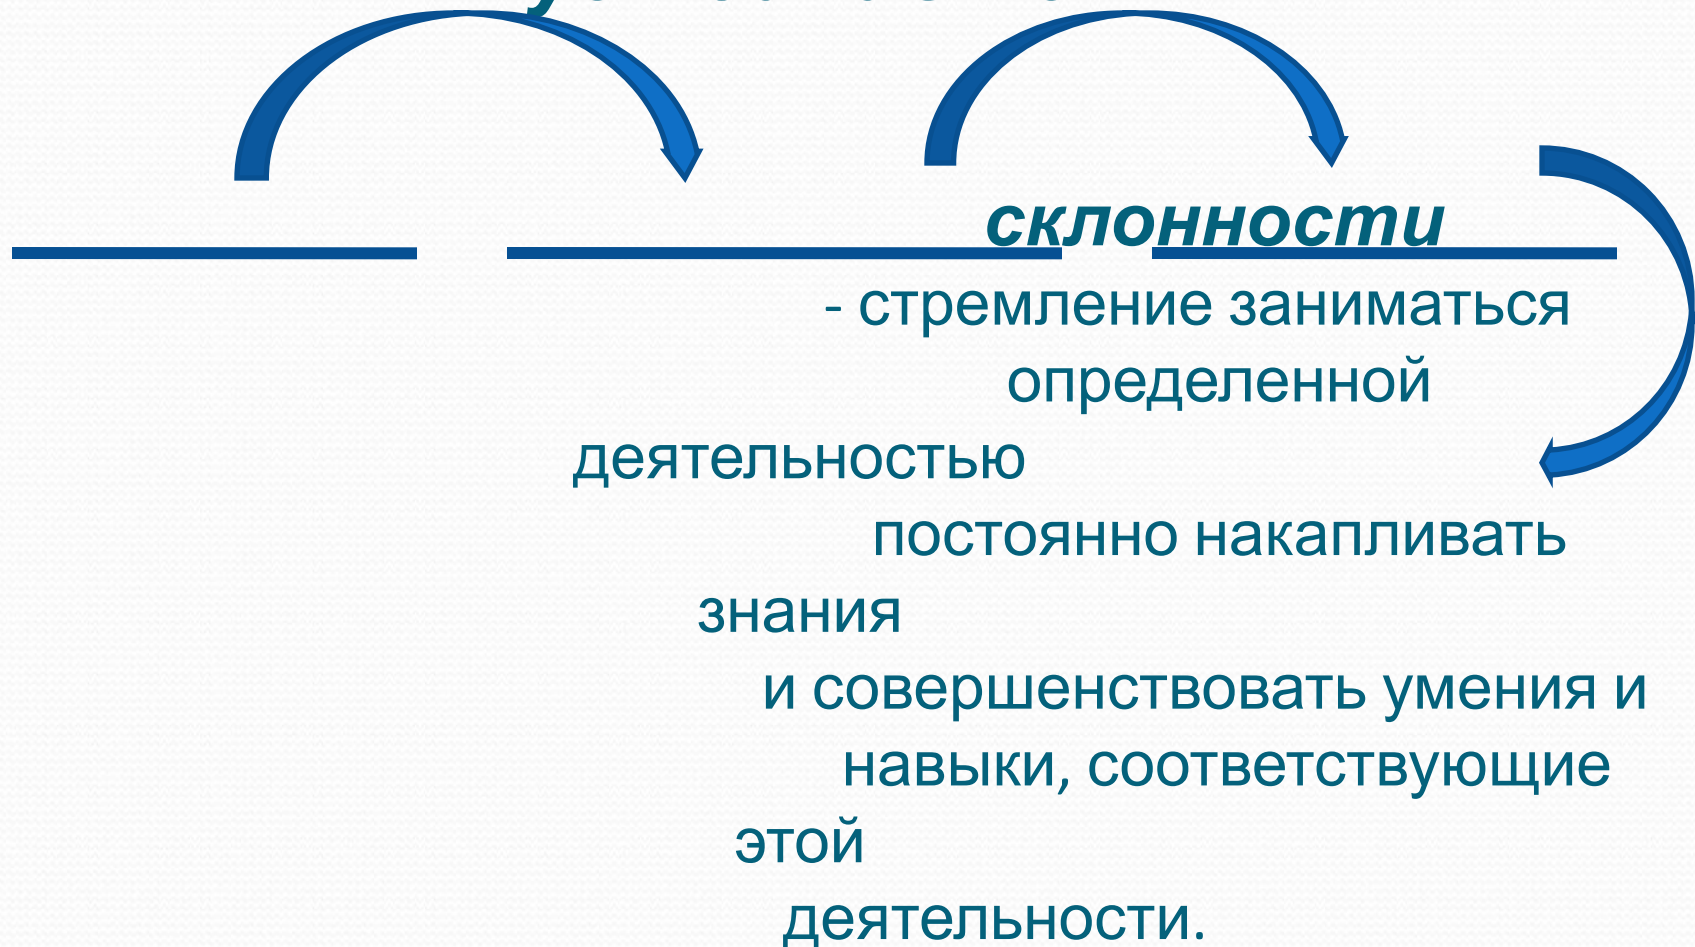 склонности
- стремление заниматься
определенной
деятельностью
постоянно накапливать
знания
и совершенствовать умения и
навыки, соответствующие
этой
деятельности.